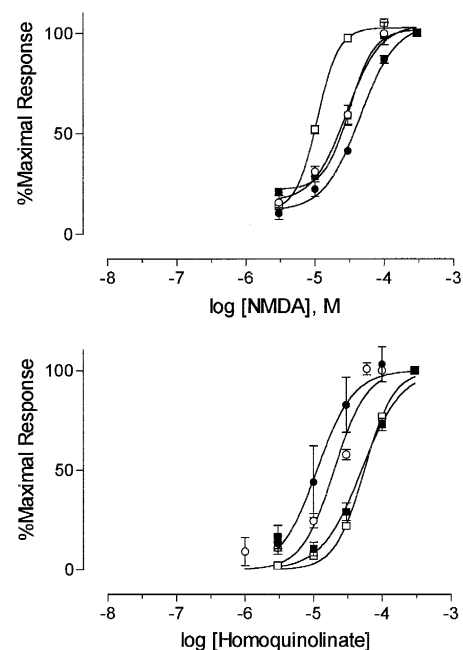 %Maximal Response
100
50
0
-8 -7 -6 -5 -4 -3
log [NMDA], M
%Maximal Response
100
50
0
-8 -7 -6 -5 -4 -3
log [Homoquinolinate]